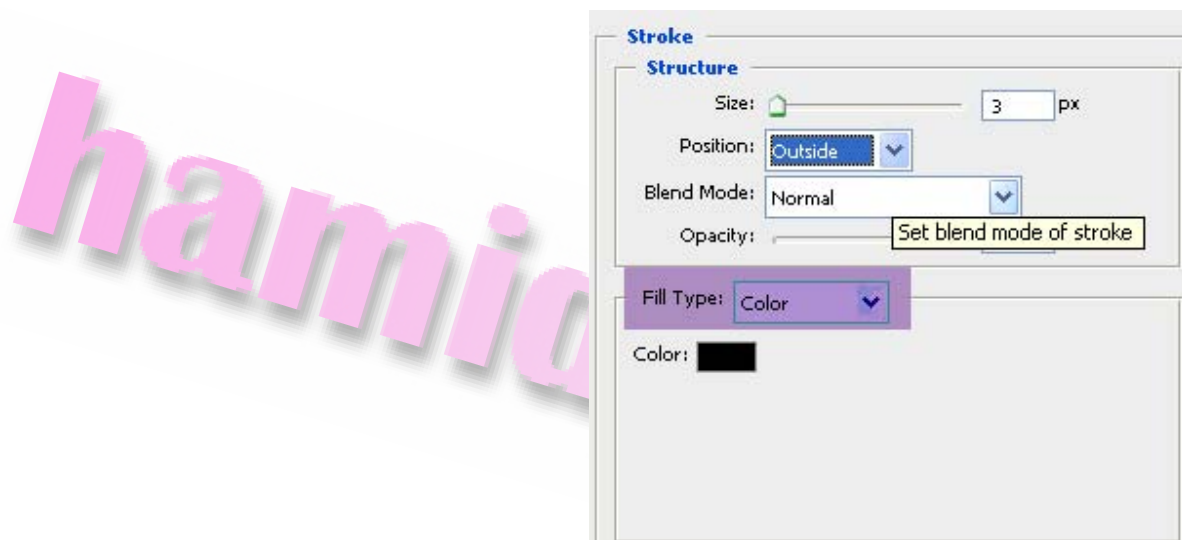 hamid
Stroke
Structure
Size: 3 px
Position: Outside
Blend Mode: Normal
Set blend mode of stroke
Opacity:
Fill Type: Color
Color: